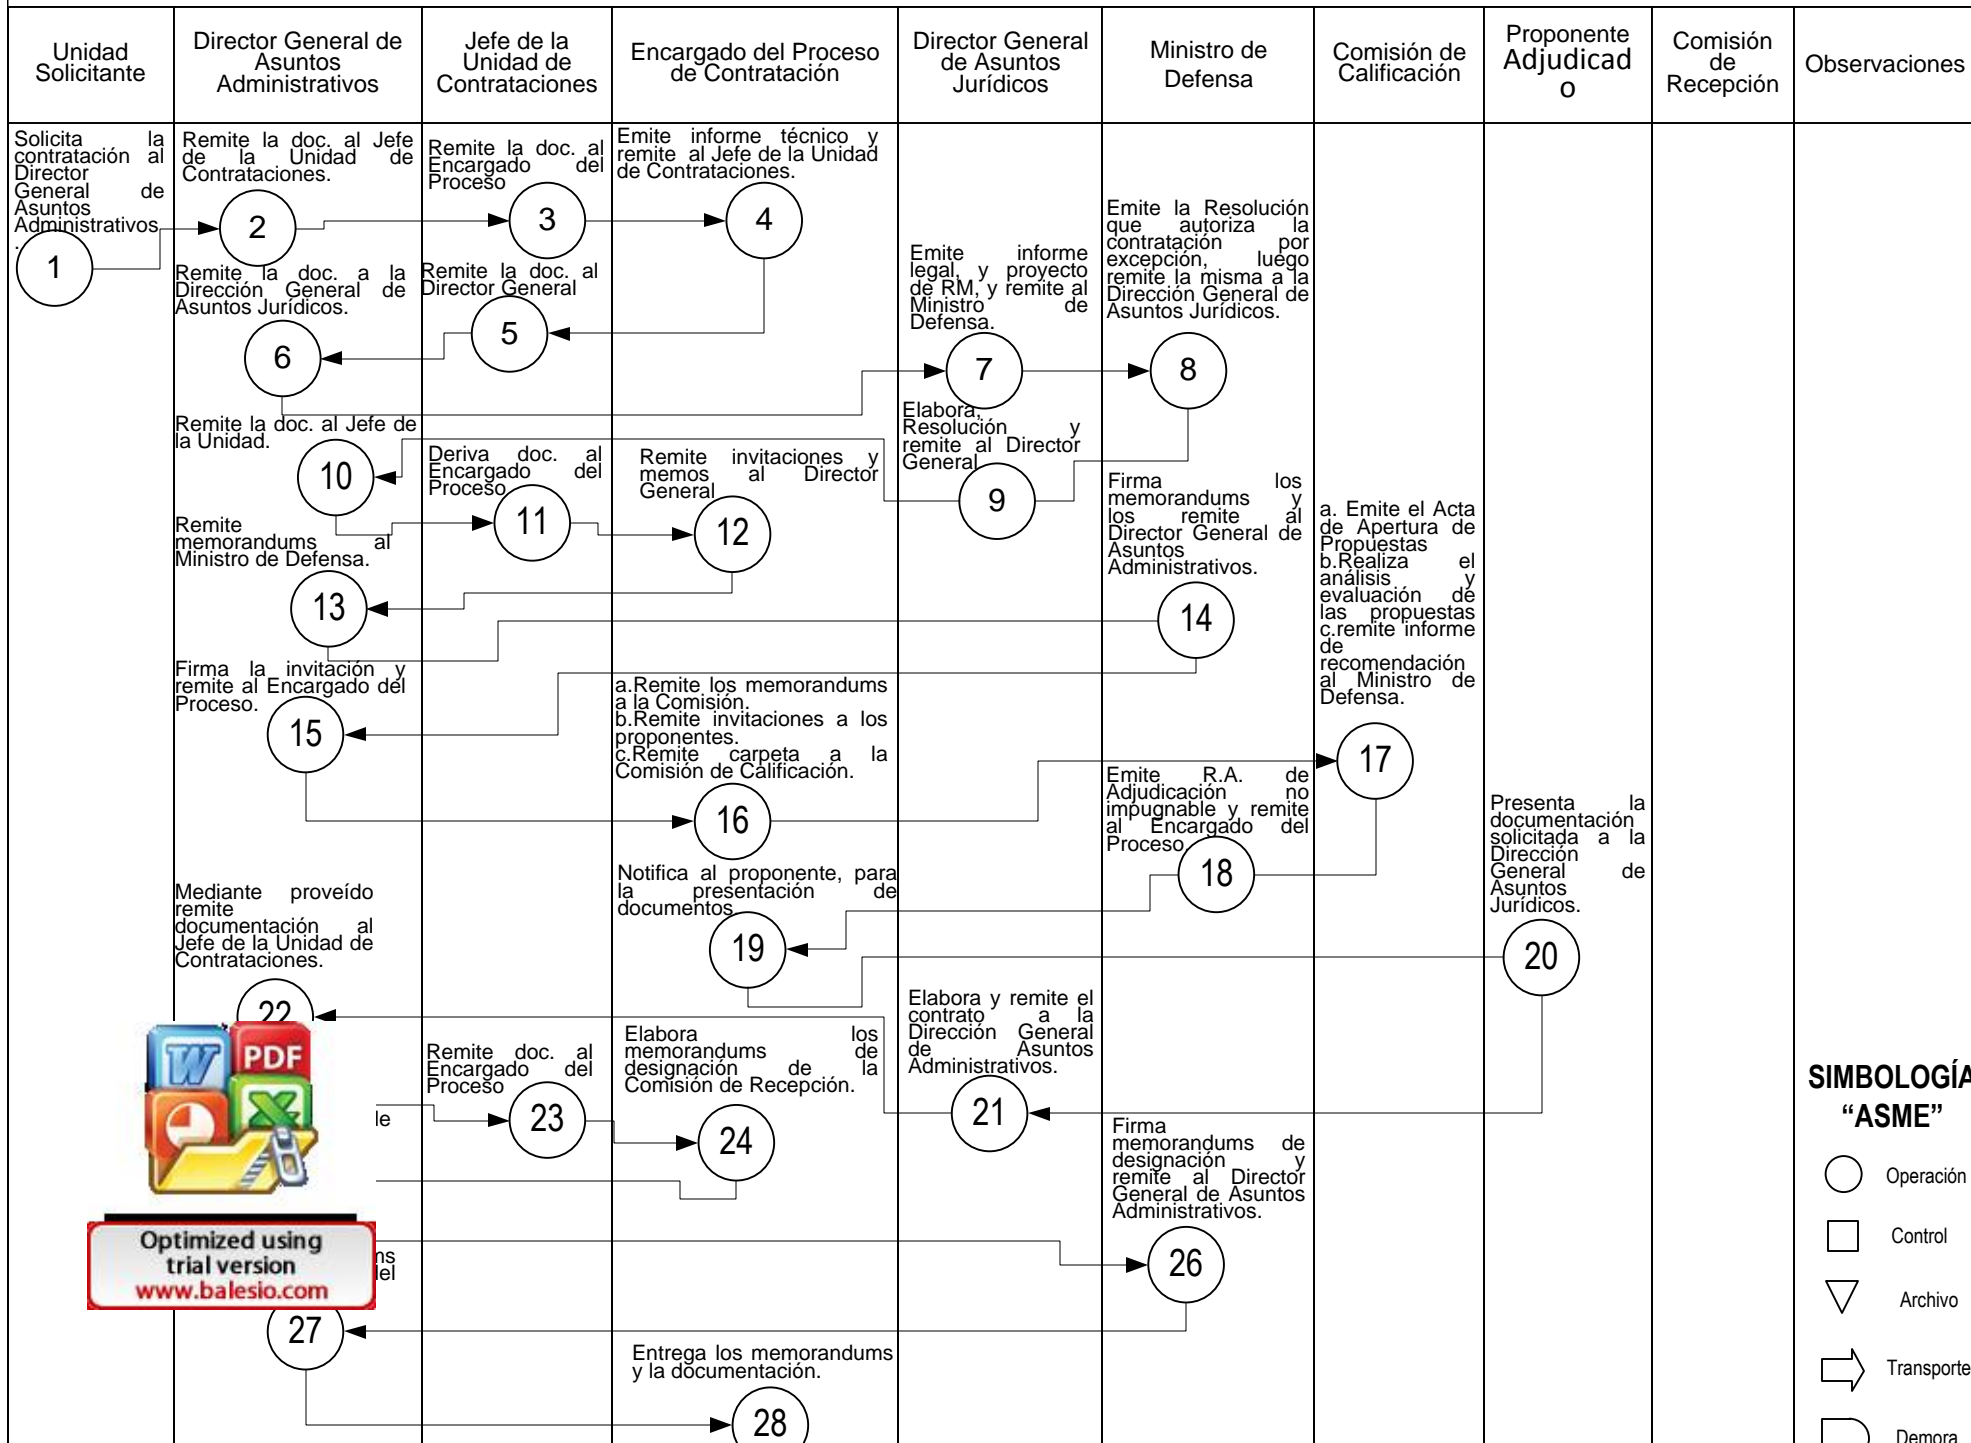 Unidad
Solicitante
Director General de
Asuntos
Administrativos
Jefe de la
Unidad de
Contrataciones
Encargado del Proceso
de Contratación
Director General
de Asuntos
Jurídicos
Ministro de
Defensa
Comisión de
Calificación
Proponente
Adjudicad
o
Comisión
de
Recepción
Observaciones
Solicita la
contratación al
Director
General de
Asuntos
Administrativos
.
1
Remite la doc. al Jefe
de la Unidad de
Contrataciones.
2
Remite la doc. al
Encargado del
Proceso
3
Emite informe técnico y
remite al Jefe de la Unidad
de Contrataciones.
4
Remite la doc. al
Director General
5
Remite la doc. a la
Dirección General de
Asuntos Jurídicos.
6
Emite informe
legal, y proyecto
de RM, y remite al
Ministro de
Defensa.
7
Emite la Resolución
que autoriza la
contratación por
excepción, luego
remite la misma a la
Dirección General de
Asuntos Jurídicos.
8
Elabora,
Resolución y
remite al Director
General
9
Remite la doc. al Jefe de
la Unidad.
10
Deriva doc. al
Encargado del
Proceso
11
Remite invitaciones y
memos al Director
General
12
Remite
memorandums al
Ministro de Defensa.
13
Firma los
memorandums y
los remite al
Director General de
Asuntos
Administrativos.
14
Firma la invitación y
remite al Encargado del
Proceso.
15
a.Remite los memorandums
a la Comisión.
b.Remite invitaciones a los
proponentes.
c.Remite carpeta a la
Comisión de Calificación.
16
a. Emite el Acta
de Apertura de
Propuestas
b.Realiza el
análisis y
evaluación de
las propuestas
c.remite informe
de
recomendación
al Ministro de
Defensa.
17
Emite R.A. de
Adjudicación no
impugnable y remite
al Encargado del
Proceso.
18
Notifica al proponente, para
la presentación de
documentos.
19
Presenta la
documentación
solicitada a la
Dirección
General de
Asuntos
Jurídicos.
20
Elabora y remite el
contrato a la
Dirección General
de Asuntos
Administrativos.
21
Mediante proveído
remite
documentación al
Jefe de la Unidad de
Contrataciones.
22
Remite doc. al
Encargado del
Proceso
23
Elabora los
memorandums de
designación de la
Comisión de Recepción.
24
le
Firma
memorandums de
designación y
remite al Director
General de Asuntos
Administrativos.
26
ns
del
27
Entrega los memorandums
y la documentación.
28
W
PDF
X
Optimized using
trial version
www.balesio.com
SIMBOLOGÍA
“ASME”
Operación
Control
Archivo
Transporte
Demora